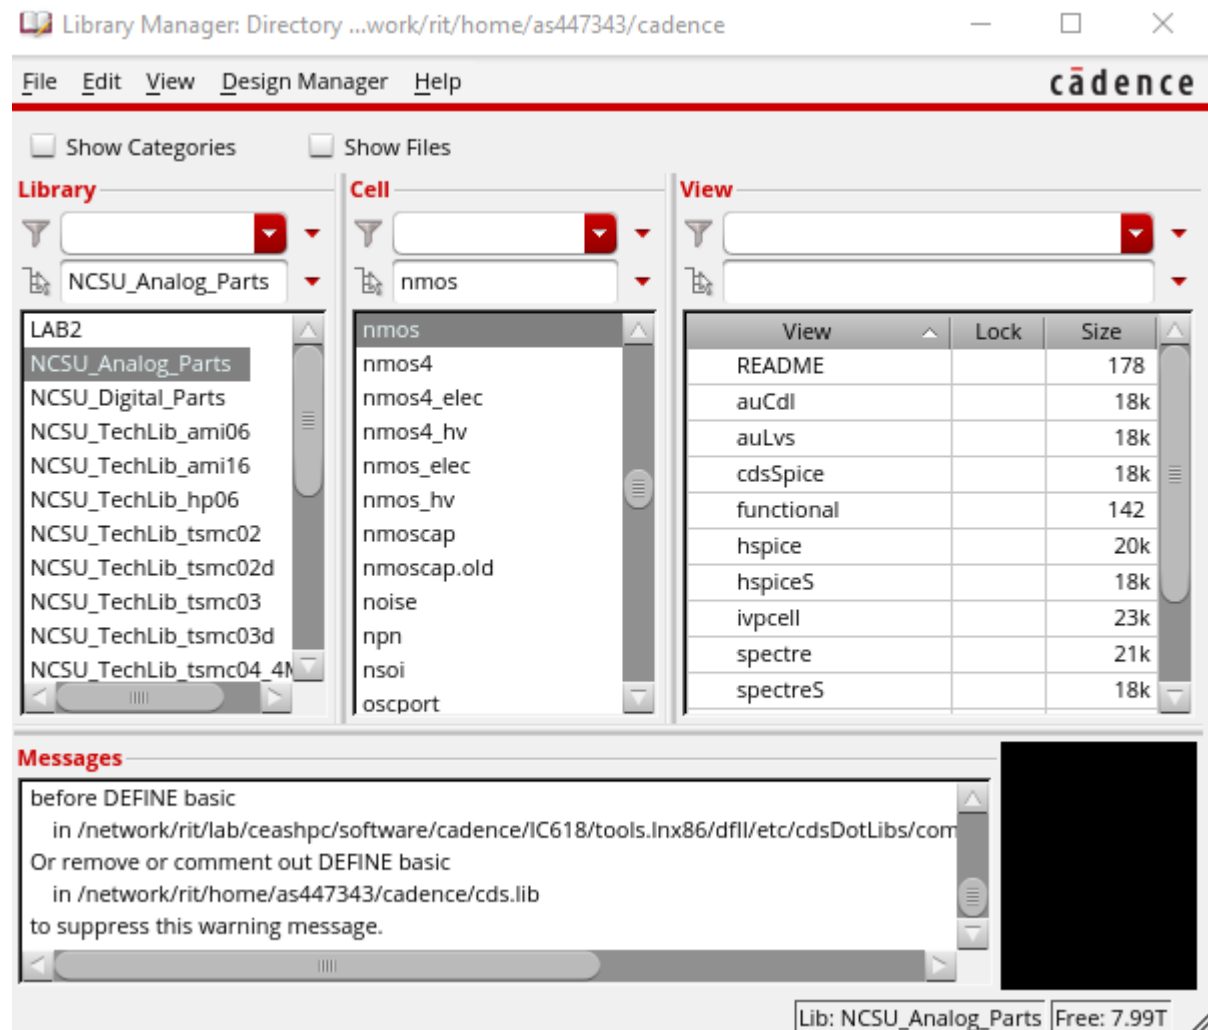 Library Manager: Directory ...work/rit/home/as447343/cadence
File Edit View Design Manager Help
cādence
Show Categories
Show Files
Library
NCSU_Analog_Parts
LAB2
NCSU_Analog_Parts
NCSU_Digital_Parts
NCSU_TechLib_ami06
NCSU_TechLib_ami16
NCSU_TechLib_hp06
NCSU_TechLib_tsmc02
NCSU_TechLib_tsmc02d
NCSU_TechLib_tsmc03
NCSU_TechLib_tsmc03d
NCSU_TechLib_tsmc04_4M
Cell
nmos
nmos
nmos4
nmos4_elec
nmos4_hv
nmos_elec
nmos_hv
nmoscap
nmoscap.old
noise
npn
nsoi
oscport
View
View Lock Size
README 178
auCdl 18k
auLvs 18k
cdsSpice 18k
functional 142
hspice 20k
hspiceS 18k
ivpcell 23k
spectre 21k
spectreS 18k
Messages
before DEFINE basic
in /network/rit/lab/ceashpc/software/cadence/IC618/tools.lnx86/dfII/etc/cdsDotLibs/com
Or remove or comment out DEFINE basic
in /network/rit/home/as447343/cadence/cds.lib
to suppress this warning message.
Lib: NCSU_Analog_Parts Free: 7.99T